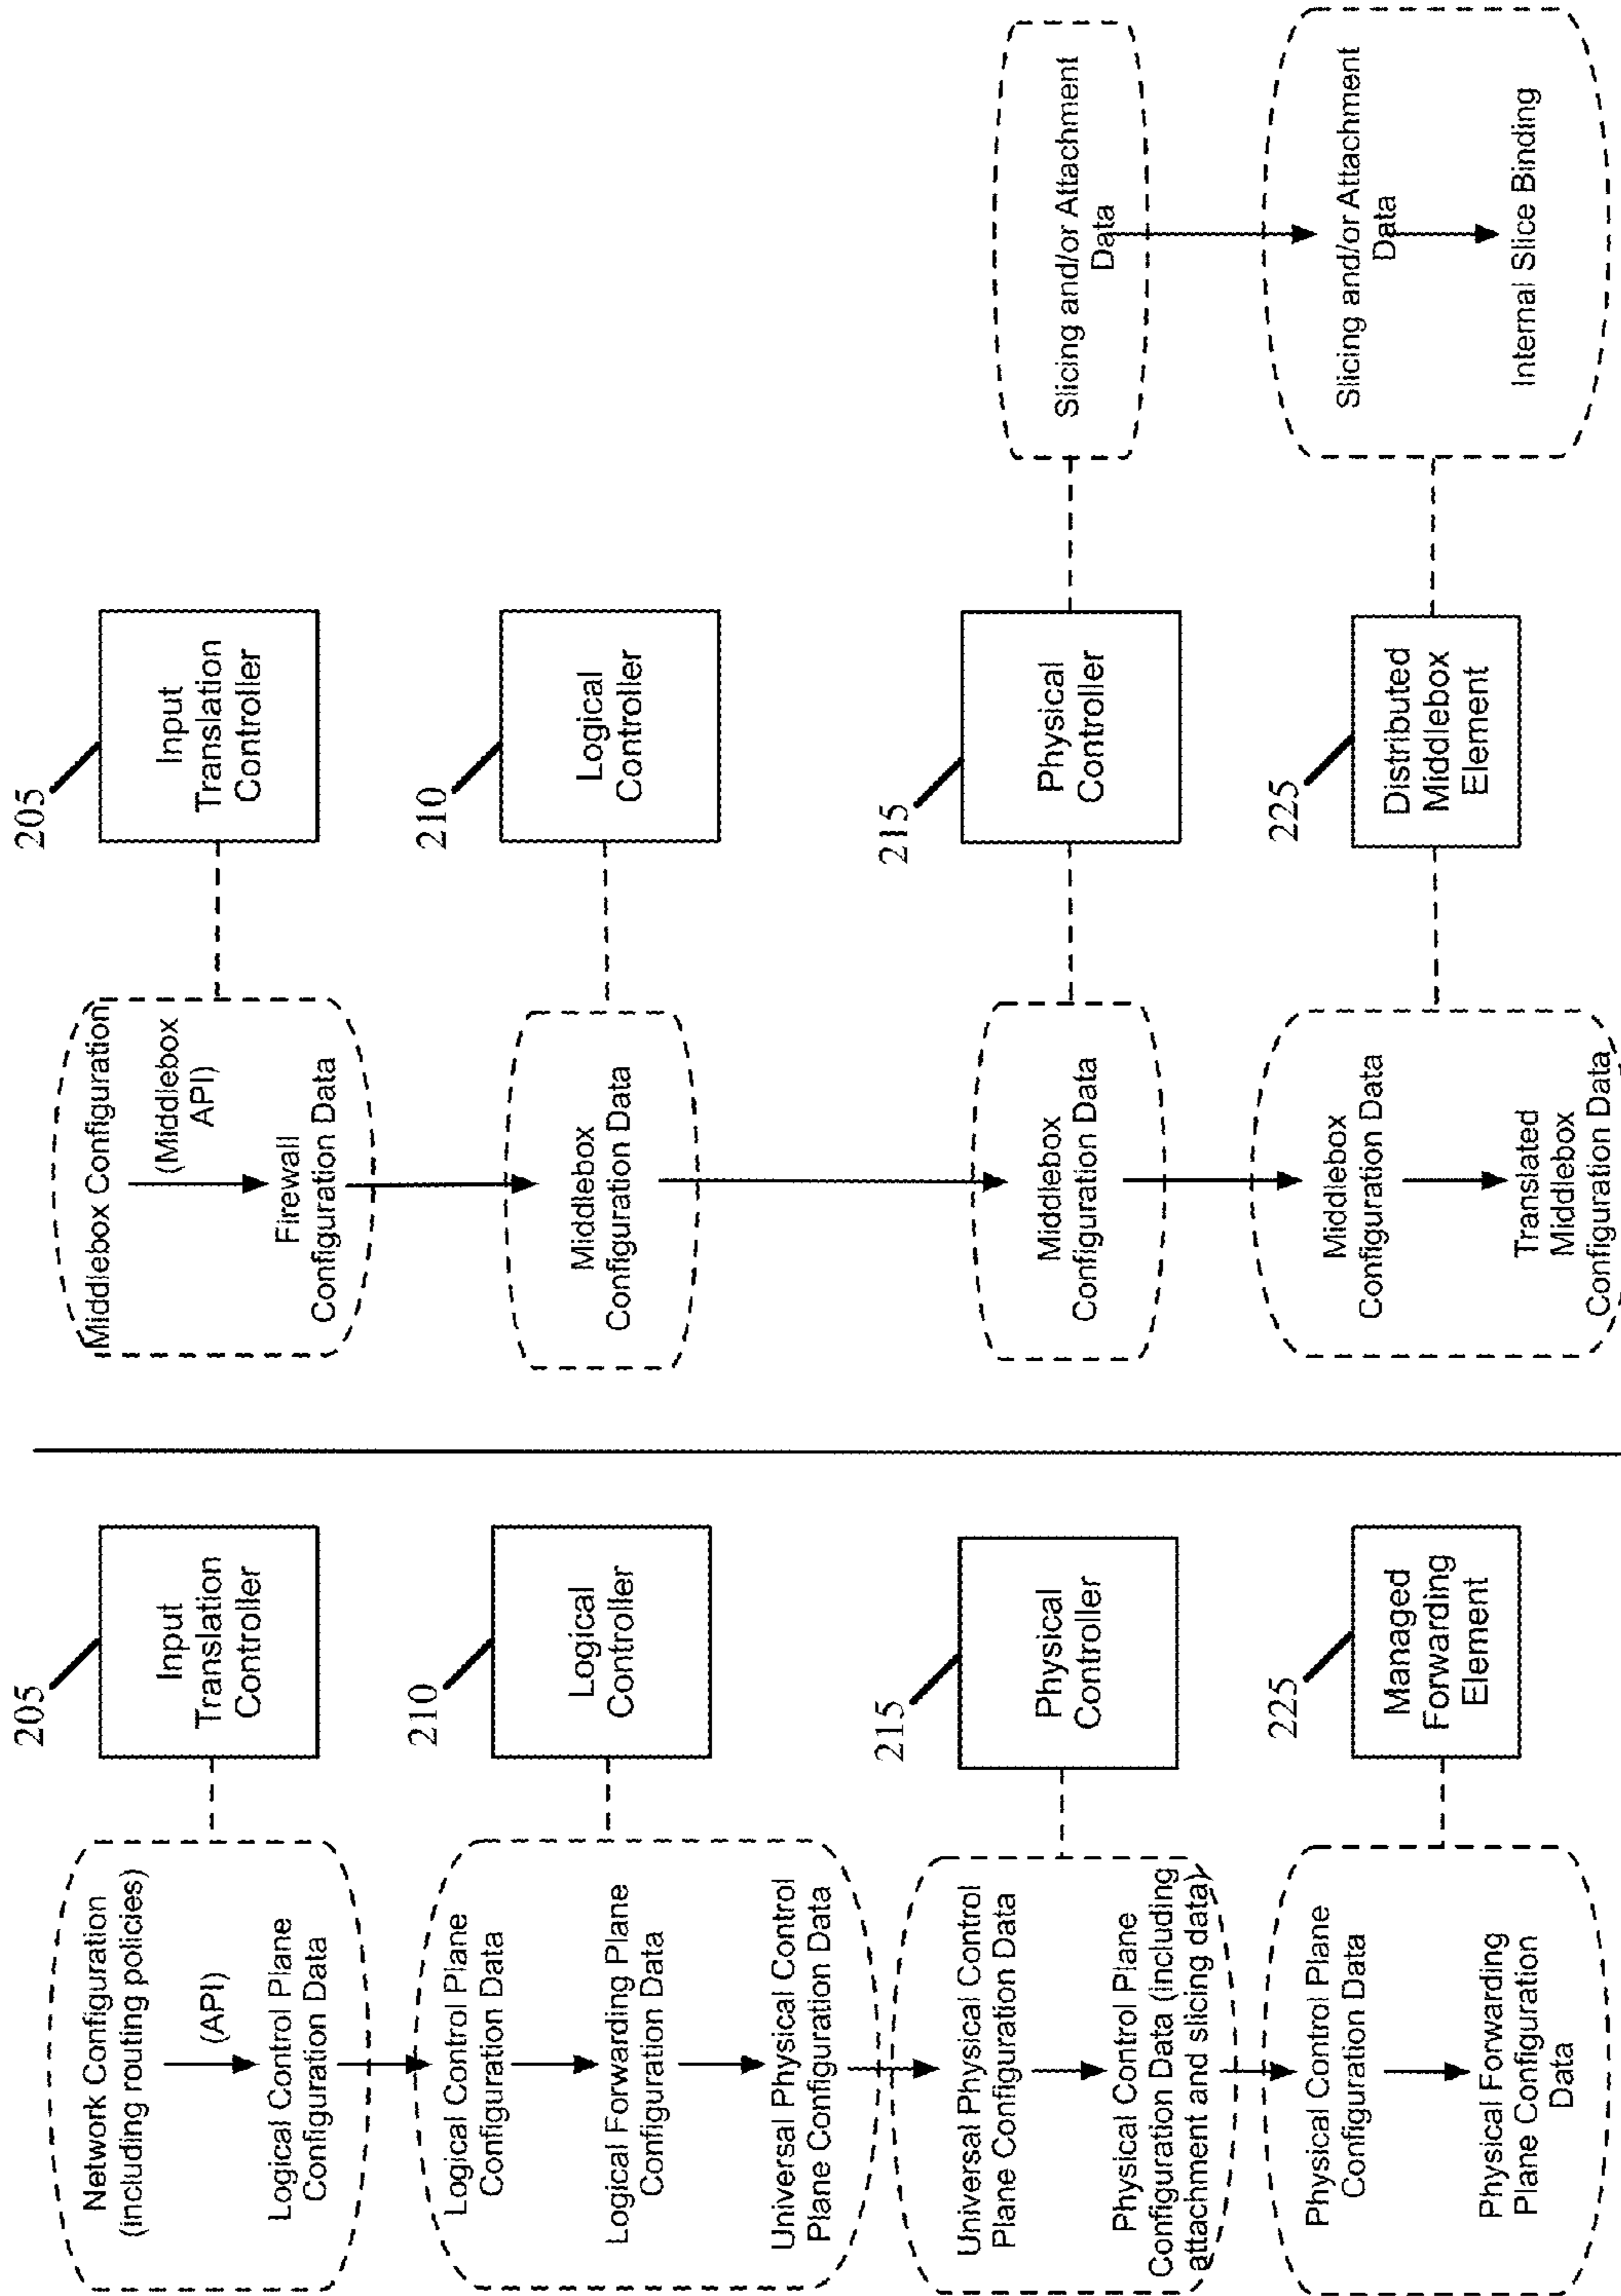 Network Configuration
(including routing policies)
(API)
Logical Control Plane
Configuration Data
205
Input
Translation
Controller
Logical Control Plane
Configuration Data
Logical Forwarding Plane
Configuration Data
Universal Physical Control
Plane Configuration Data
210
Logical
Controller
Universal Physical Control
Plane Configuration Data
Physical Control Plane
Configuration Data (including
attachment and slicing data)
215
Physical
Controller
Physical Control Plane
Configuration Data
Physical Forwarding
Plane Configuration
Data
225
Managed
Forwarding
Element
Middlebox Configuration
(Middlebox
API)
Firewall
Configuration Data
205
Input
Translation
Controller
Middlebox
Configuration Data
210
Logical
Controller
Middlebox
Configuration Data
215
Physical
Controller
Slicing and/or Attachment
Data
Middlebox
Configuration Data
Translated
Middlebox
Configuration Data
225
Distributed
Middlebox
Element
Slicing and/or Attachment
Data
Internal Slice Binding